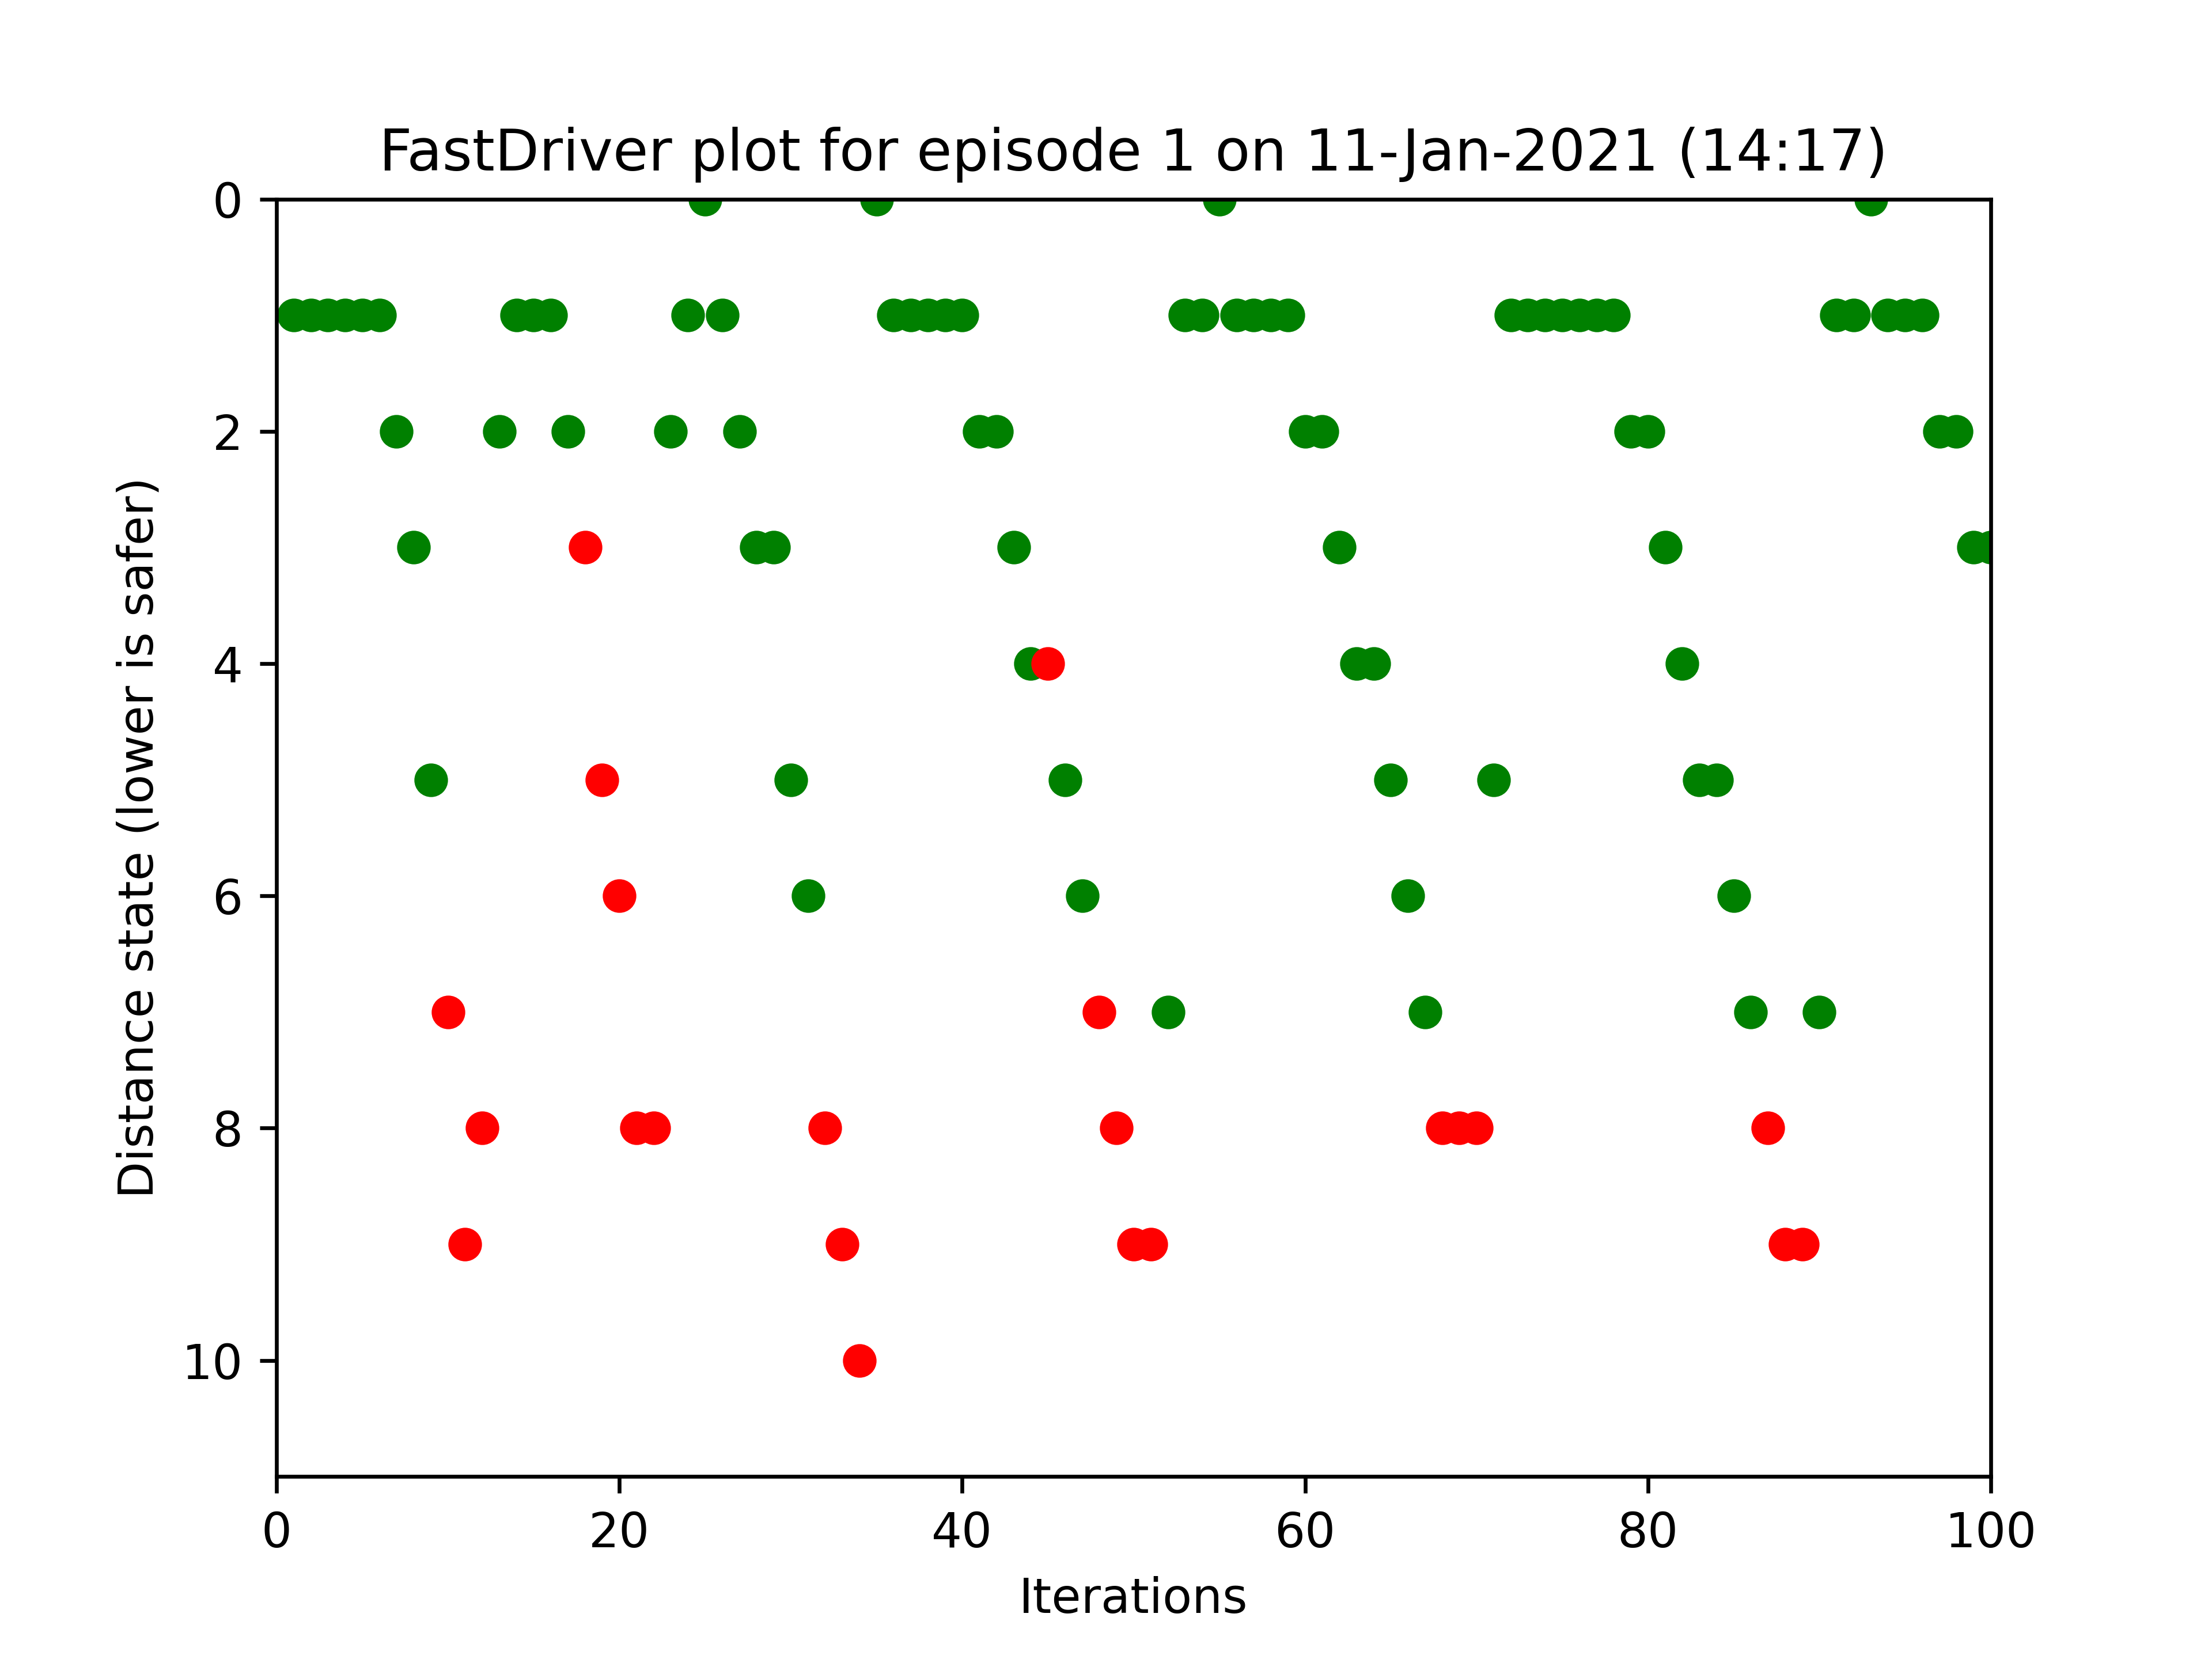 FastDriver plot for episode 1 on 11-Jan-2021 (14:17)
0
2
4
6
8
10
Distance state (lower is safer)
0 20 40 60 80 100
Iterations